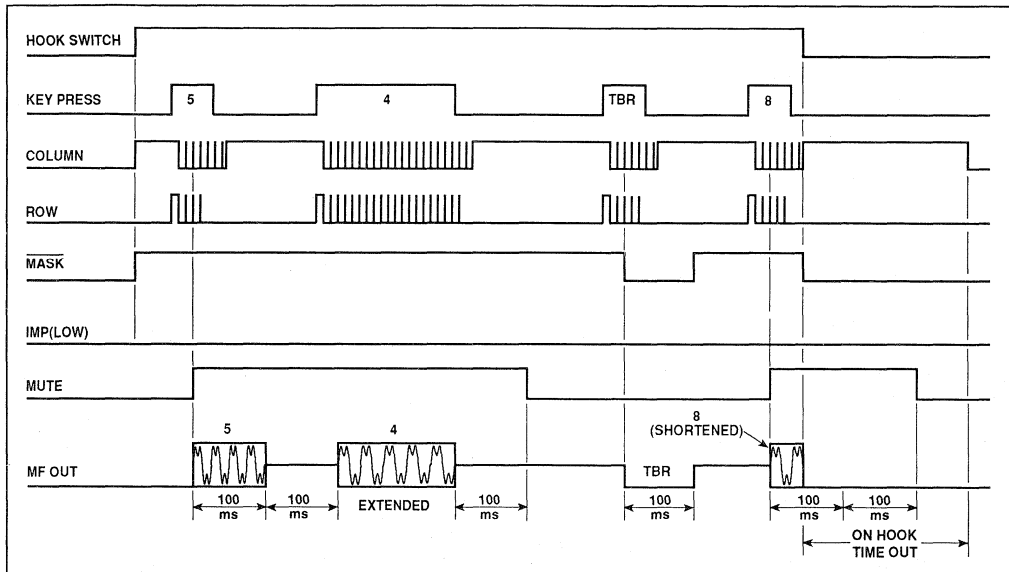 HOOK SWITCH
KEY PRESS
5
4
TBR
8
COLUMN
ROW
MASK
IMP(LOW)
MUTE
5
4
8
(SHORTENED)
MF OUT
TBR
100
ms
100
ms
EXTENDED
100
ms
100
ms
100
ms
100
ms
ON HOOK
TIME OUT